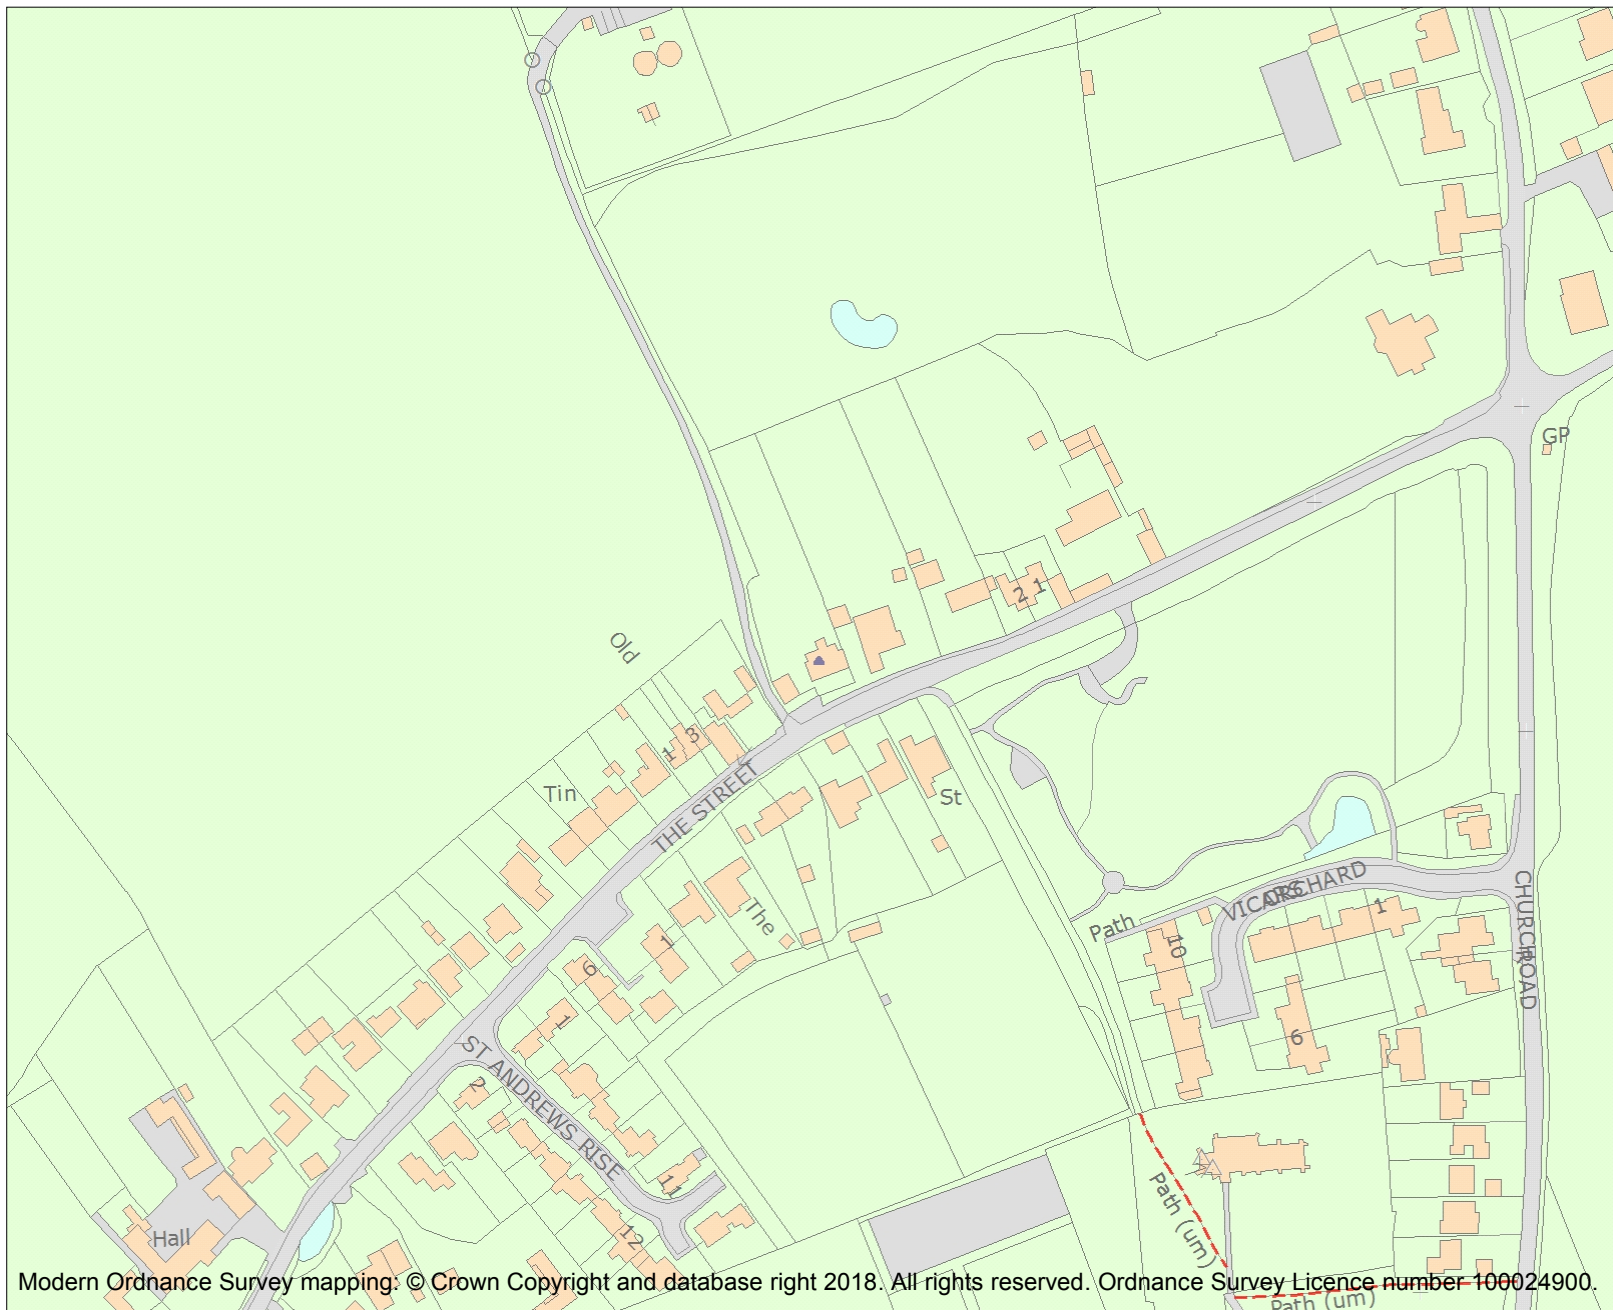 GP
2 1
Old
3
1
THE STREET
Tin
St
VICARS
ORCHARD
1
CHURCH
ROAD
The
Path
10
7
6
6
1
ST ANDREWS RISE
2
11
12
Path (um)
Hall
Path (um)
Modern Ordnance Survey mapping: © Crown Copyright and database right 2018. All rights reserved. Ordnance Survey Licence number 100024900.